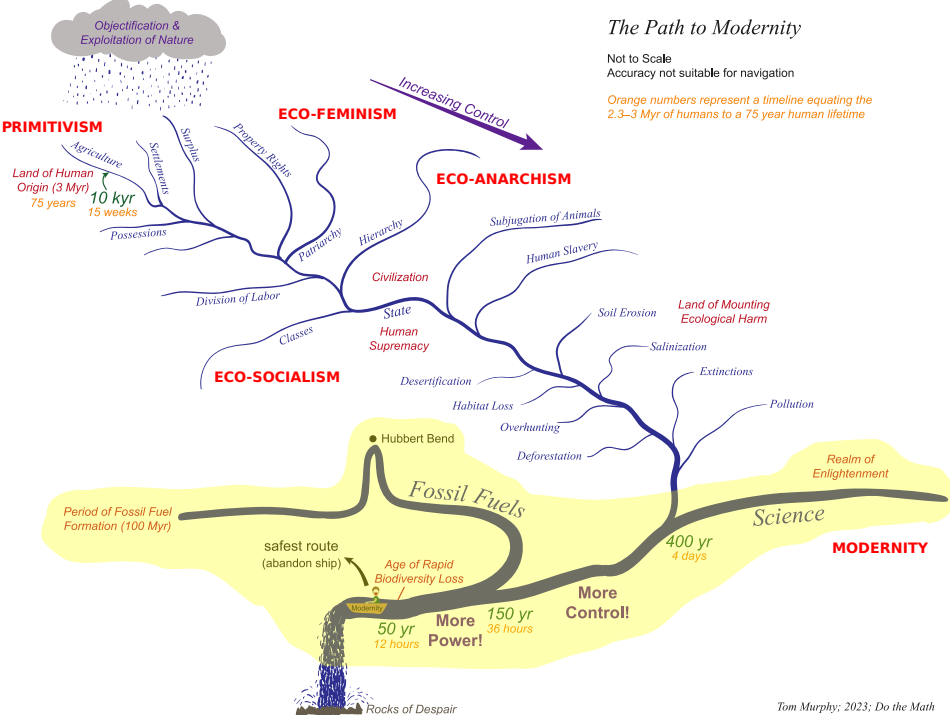 Objectification &
Exploitation of Nature
The Path to Modernity
Not to Scale
Accuracy not suitable for navigation
Orange numbers represent a timeline equating the
2.3–3 Myr of humans to a 75 year human lifetime
Increasing Control
PRIMITIVISM
ECO-FEMINISM
ECO-ANARCHISM
Agriculture
Settlements
Surplus
Property Rights
Land of Human
Origin (3 Myr)
75 years
10 kyr
15 weeks
Possessions
Patriarchy
Hierarchy
Subjugation of Animals
Human Slavery
Division of Labor
Civilization
State
Human
Supremacy
Classes
ECO-SOCIALISM
Soil Erosion
Land of Mounting
Ecological Harm
Salinization
Extinctions
Pollution
Desertification
Habitat Loss
Overhunting
Deforestation
Hubbert Bend
Fossil Fuels
Period of Fossil Fuel
Formation (100 Myr)
Realm of
Enlightenment
Science
MODERNITY
400 yr
4 days
safest route
(abandon ship)
Age of Rapid
Biodiversity Loss
Modernity
More
Control!
150 yr
36 hours
More
Power!
50 yr
12 hours
Rocks of Despair
Tom Murphy; 2023; Do the Math